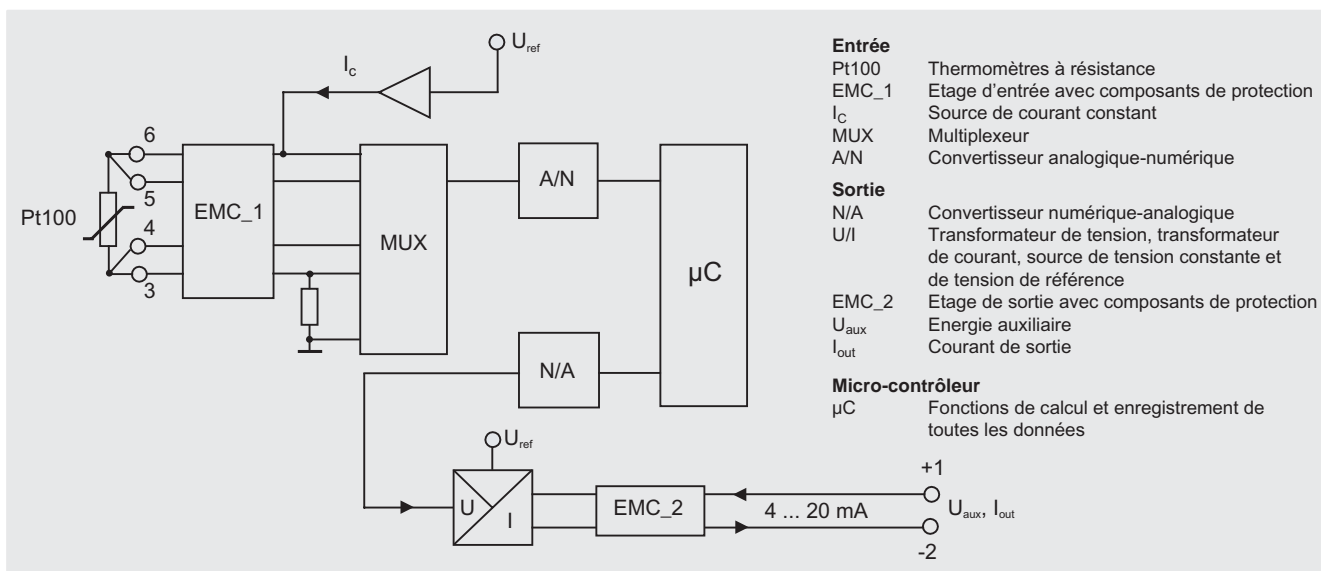 U_ref
I_c
6
5
Pt100
4
3
EMC_1
MUX
A/N
µC
N/A
U_ref
U
I
EMC_2
4 ... 20 mA
+1
U_aux, I_out
-2
Entrée
Pt100 Thermomètres à résistance
EMC_1 Etage d'entrée avec composants de protection
I_C Source de courant constant
MUX Multiplexeur
A/N Convertisseur analogique-numérique
Sortie
N/A Convertisseur numérique-analogique
U/I Transformateur de tension, transformateur
de courant, source de tension constante et
de tension de référence
EMC_2 Etage de sortie avec composants de protection
U_aux Energie auxiliaire
I_out Courant de sortie
Micro-contrôleur
µC Fonctions de calcul et enregistrement de
toutes les données